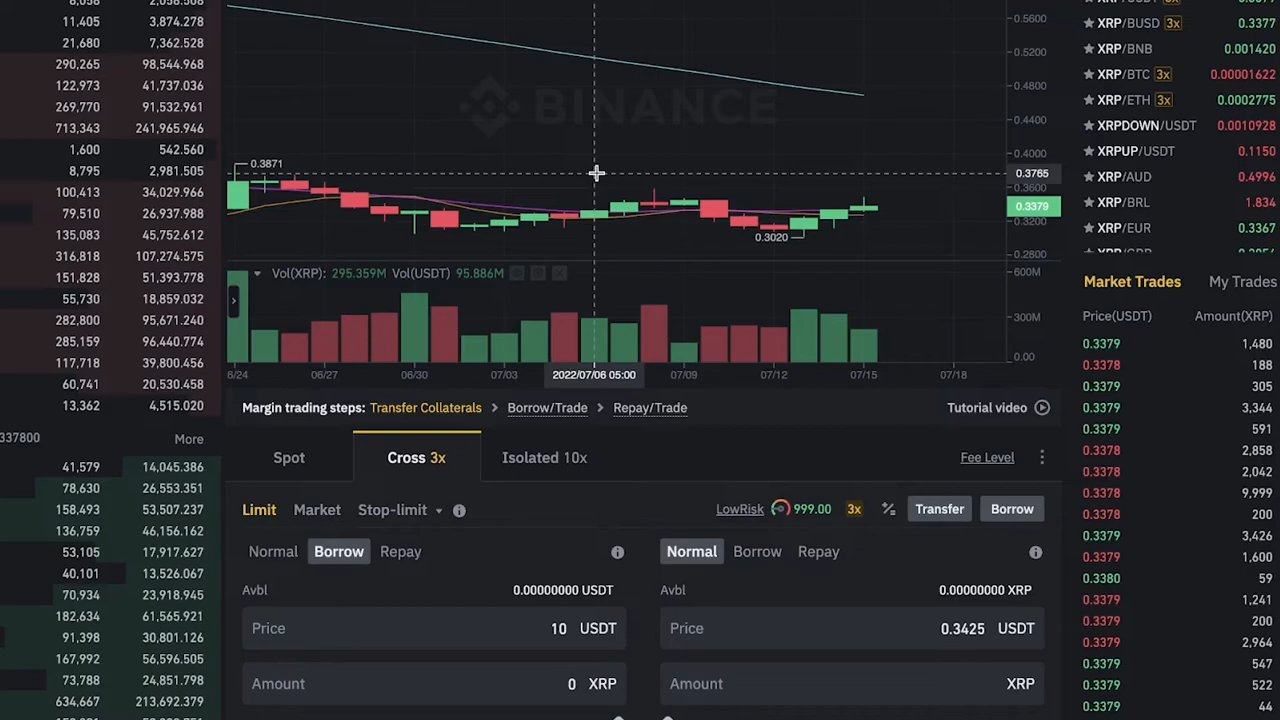 8,058 2,058.508
11,405 3,874.278
21,680 7,362.528
290,265 98,544.968
122,973 41,737.036
269,770 91,532.961
713,343 241,965.946
1,600 542.560
8,795 2,981.505
100,413 34,029.966
79,510 26,937.988
135,083 45,752.612
316,818 107,274.575
151,828 51,393.778
55,730 18,859.032
282,800 95,671.240
285,159 96,440.774
117,718 39,800.456
60,741 20,530.458
13,362 4,515.020
337800 More
41,579 14,045.386
78,630 26,553.351
158,493 53,507.237
136,759 46,156.162
53,105 17,917.627
40,101 13,526.067
70,934 23,918.945
182,634 61,565.921
91,398 30,801.126
167,992 56,596.505
73,788 24,851.798
634,667 213,692.379
BINANCE
0.3871
0.3020
0.5600
0.5200
0.4800
0.4400
0.4000
0.3765
0.3600
0.3379
0.3200
0.2800
Vol(XRP): 295.359M Vol(USDT) 95.886M
600M
300M
0.00
6/24 06/27 06/30 07/03 2022/07/06 05:00 07/09 07/12 07/15 07/18
Margin trading steps: Transfer Collaterals > Borrow/Trade > Repay/Trade Tutorial video
Spot Cross 3x Isolated 10x Fee Level
Limit Market Stop-limit LowRisk 999.00 3x Transfer Borrow
Normal Borrow Repay
Avbl 0.00000000 USDT
Price 10 USDT
Amount 0 XRP
Normal Borrow Repay
Avbl 0.00000000 XRP
Price 0.3425 USDT
Amount XRP
XRP/BUSD 3x 0.3377
XRP/BNB 0.001420
XRP/BTC 3x 0.00001622
XRP/ETH 3x 0.0002775
XRPDOWN/USDT 0.0010928
XRPUP/USDT 0.1150
XRP/AUD 0.4996
XRP/BRL 1.834
XRP/EUR 0.3367
Market Trades My Trades
Price(USDT) Amount(XRP)
0.3379 1,480
0.3378 188
0.3379 305
0.3379 3,344
0.3379 591
0.3378 2,858
0.3378 2,042
0.3378 9,999
0.3378 200
0.3379 3,426
0.3379 1,600
0.3380 59
0.3379 1,241
0.3379 200
0.3379 2,964
0.3379 547
0.3379 522
0.3379 44